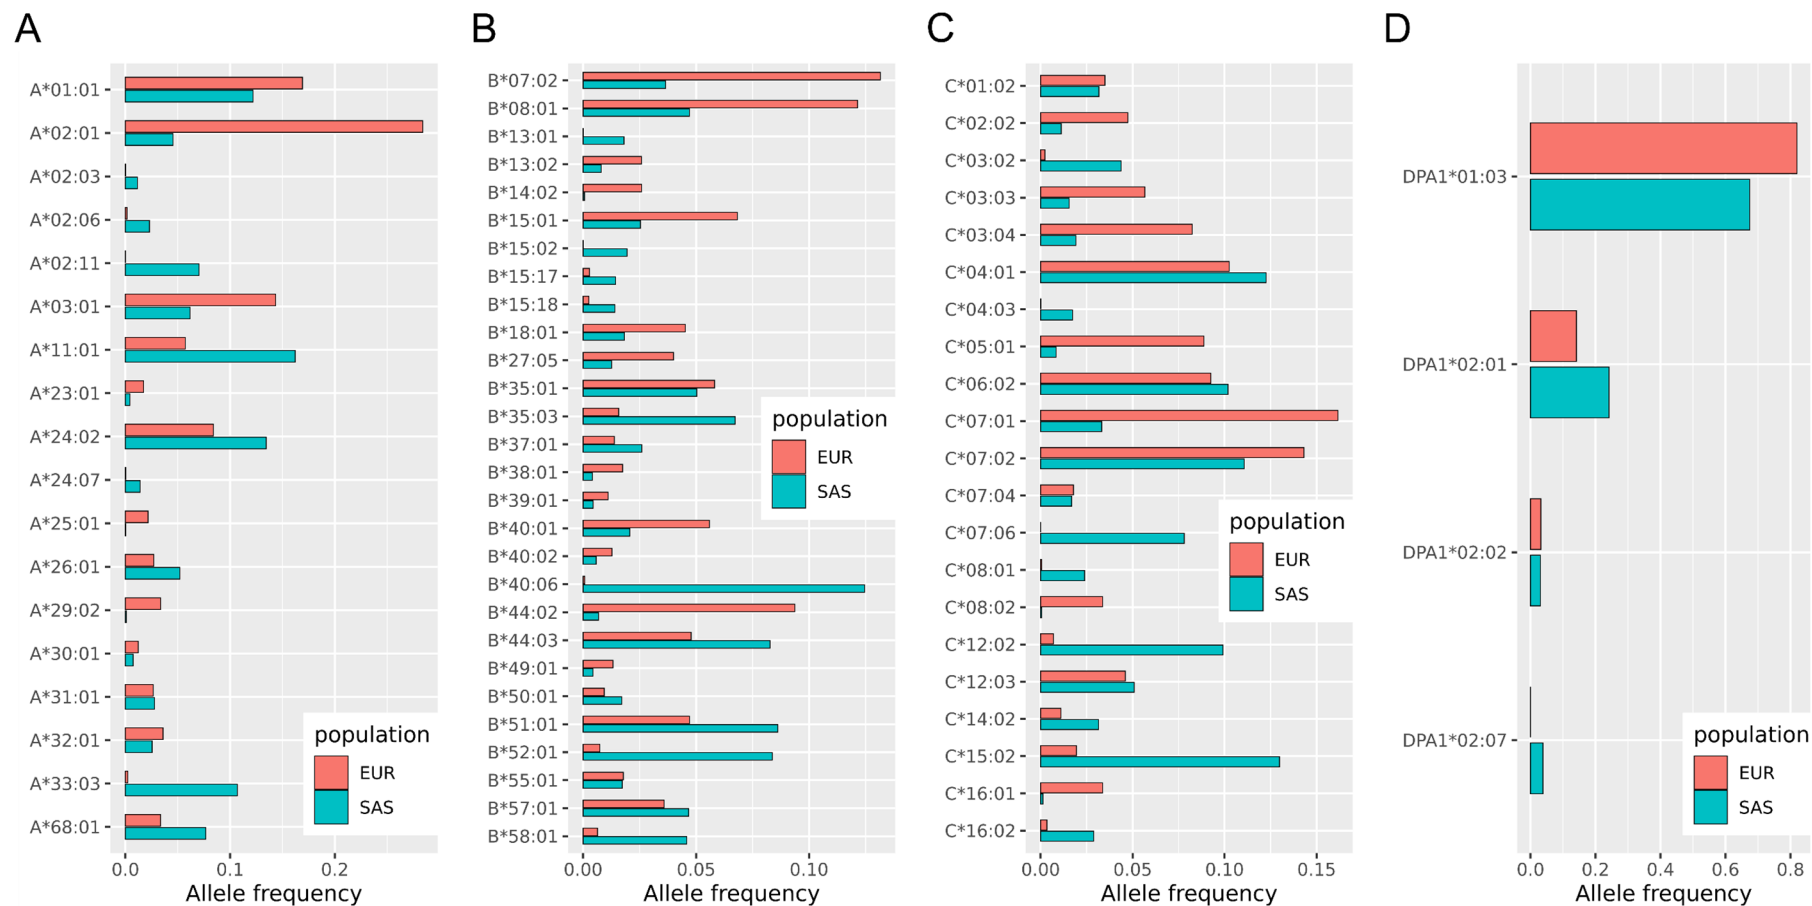 A
A*01:01
A*02:01
A*02:03
A*02:06
A*02:11
A*03:01
A*11:01
A*23:01
A*24:02
A*24:07
A*25:01
A*26:01
A*29:02
A*30:01
A*31:01
A*32:01
A*33:03
A*68:01
population
EUR
SAS
0.0 0.1 0.2
Allele frequency
B
B*07:02
B*08:01
B*13:01
B*13:02
B*14:02
B*15:01
B*15:02
B*15:17
B*15:18
B*18:01
B*27:05
B*35:01
B*35:03
B*37:01
B*38:01
B*39:01
B*40:01
B*40:02
B*40:06
B*44:02
B*44:03
B*49:01
B*50:01
B*51:01
B*52:01
B*55:01
B*57:01
B*58:01
population
EUR
SAS
0.00 0.05 0.10
Allele frequency
C
C*01:02
C*02:02
C*03:02
C*03:03
C*03:04
C*04:01
C*04:03
C*05:01
C*06:02
C*07:01
C*07:02
C*07:04
C*07:06
C*08:01
C*08:02
C*12:02
C*12:03
C*14:02
C*15:02
C*16:01
C*16:02
population
EUR
SAS
0.00 0.05 0.10 0.15
Allele frequency
D
DPA1*01:03
DPA1*02:01
DPA1*02:02
DPA1*02:07
population
EUR
SAS
0.0 0.2 0.4 0.6 0.8
Allele frequency